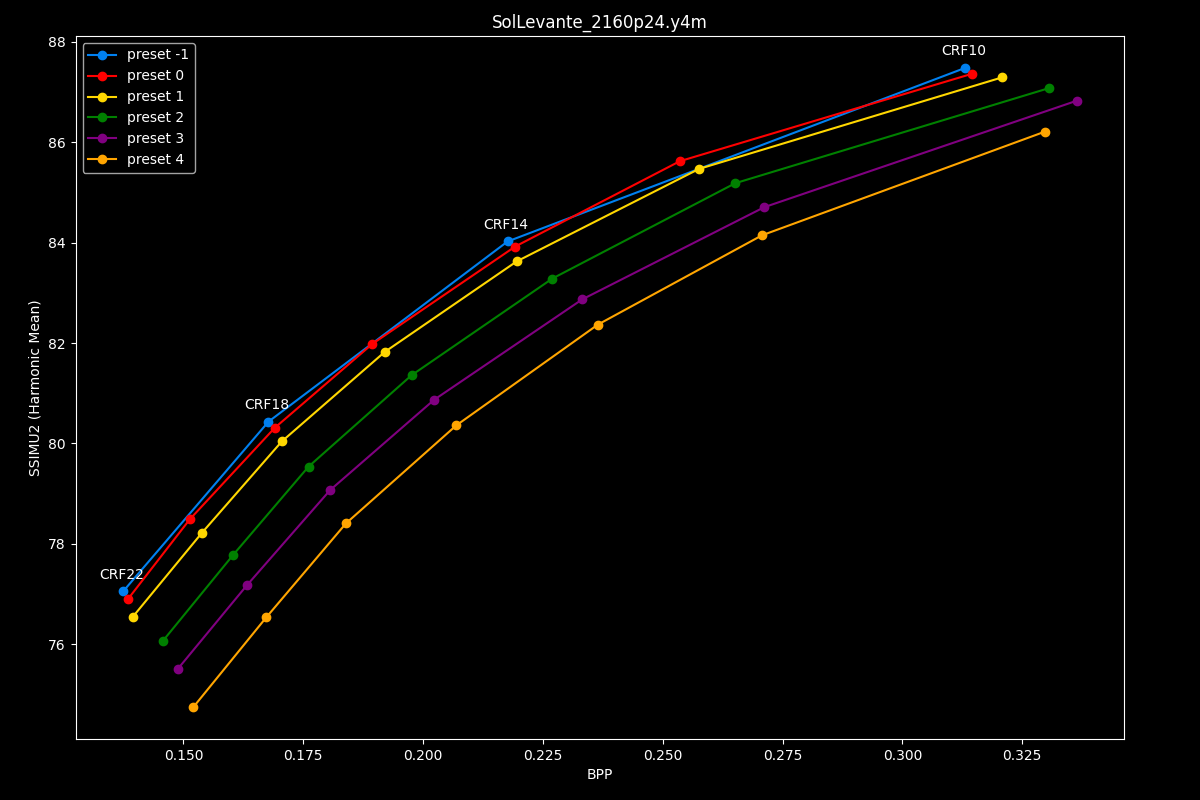 SolLevante_2160p24.y4m
preset -1
preset 0
preset 1
preset 2
preset 3
preset 4
CRF10
CRF14
CRF18
CRF22
88
86
84
82
80
78
76
SSIMU2 (Harmonic Mean)
0.150 0.175 0.200 0.225 0.250 0.275 0.300 0.325
BPP